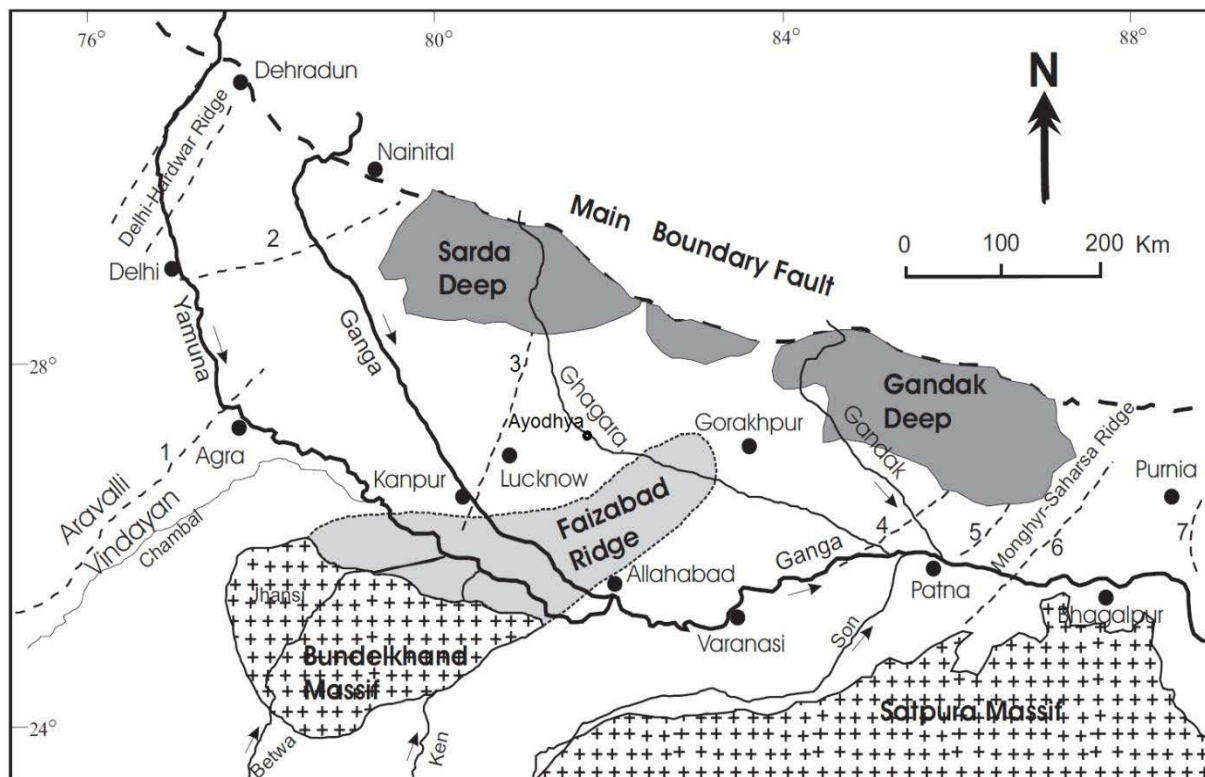 76°
80°
84°
88°
Dehradun
N
Delhi-Hardwar Ridge
Nainital
Main Boundary Fault
2
Sarda
Deep
0 100 200 Km
Delhi
Yamuna
Ganga
28°
3
Ghagara
Gandak
Deep
Ayodhya
Gorakhpur
Gandak
Agra
1
Lucknow
Kanpur
Purnia
Aravalli
Vindayan
Chambal
Faizabad
Ridge
Monghyr-Saharsa Ridge
4
5
6
7
Ganga
Allahabad
Patna
Jhansi
Bhagalpur
Varanasi
Son
Bundelkhand
Massif
Satpura Massif
24°
Betwa
Ken